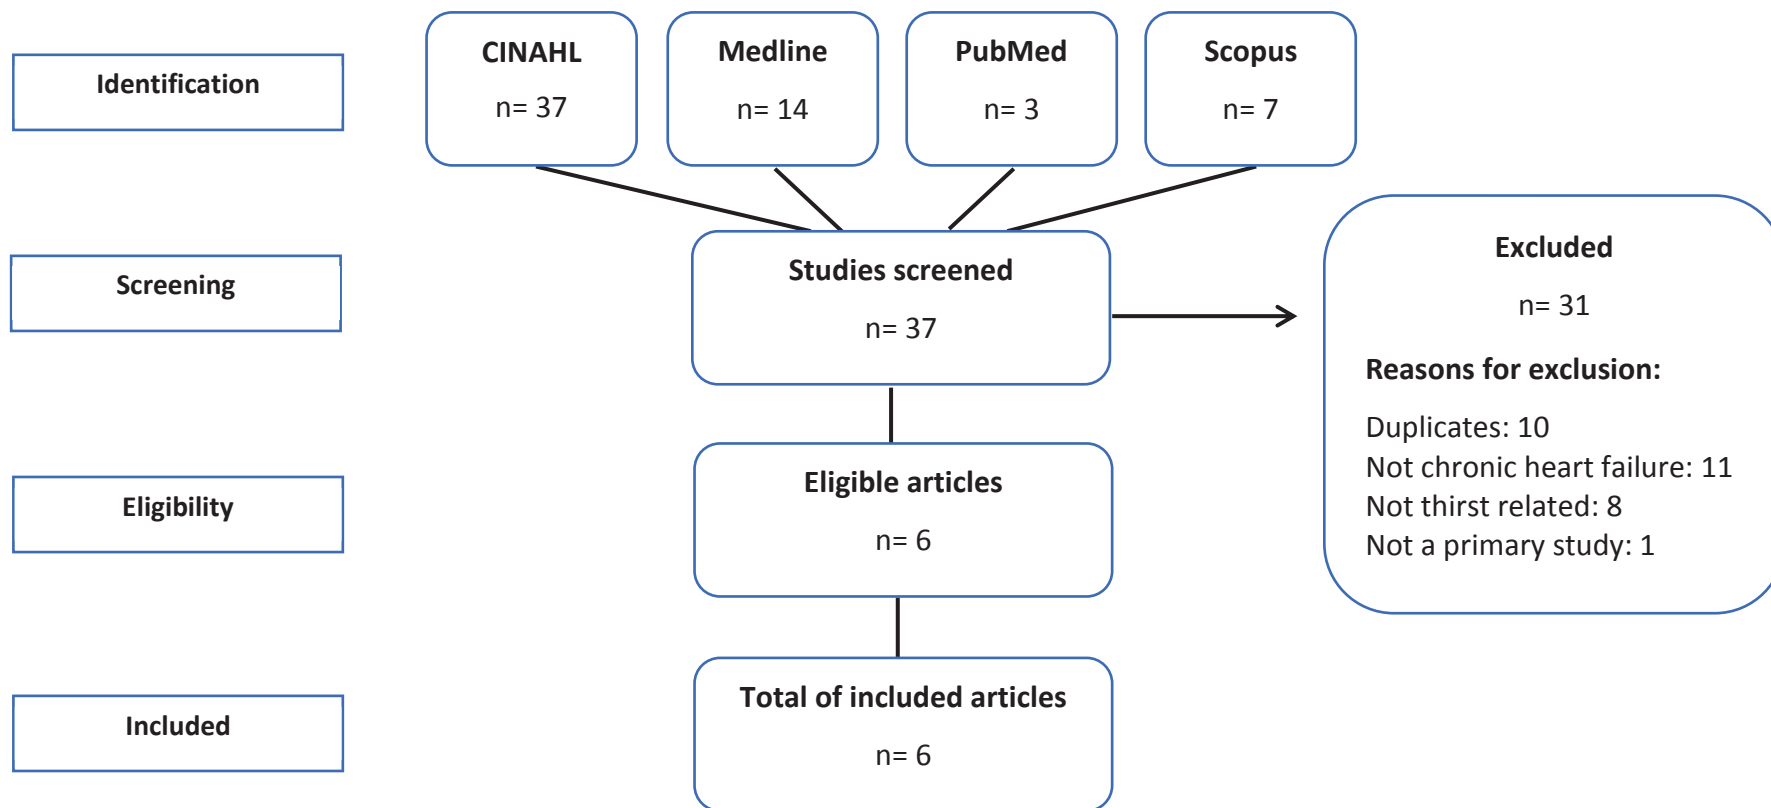 Identification
CINAHL
n= 37
Medline
n= 14
PubMed
n= 3
Scopus
n= 7
Screening
Studies screened
n= 37
Excluded
n= 31
Reasons for exclusion:
Duplicates: 10
Not chronic heart failure: 11
Not thirst related: 8
Not a primary study: 1
Eligibility
Eligible articles
n= 6
Included
Total of included articles
n= 6